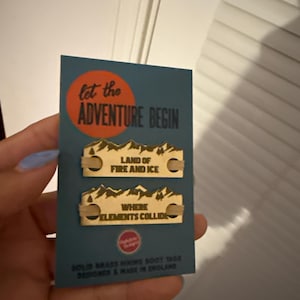 let the
ADVENTURE BEGIN
LAND OF
FIRE AND ICE
WHERE
ELEMENTS COLLIDE
SOLID BRASS HIKING BOOT TAGS
DESIGNED & MADE IN ENGLAND